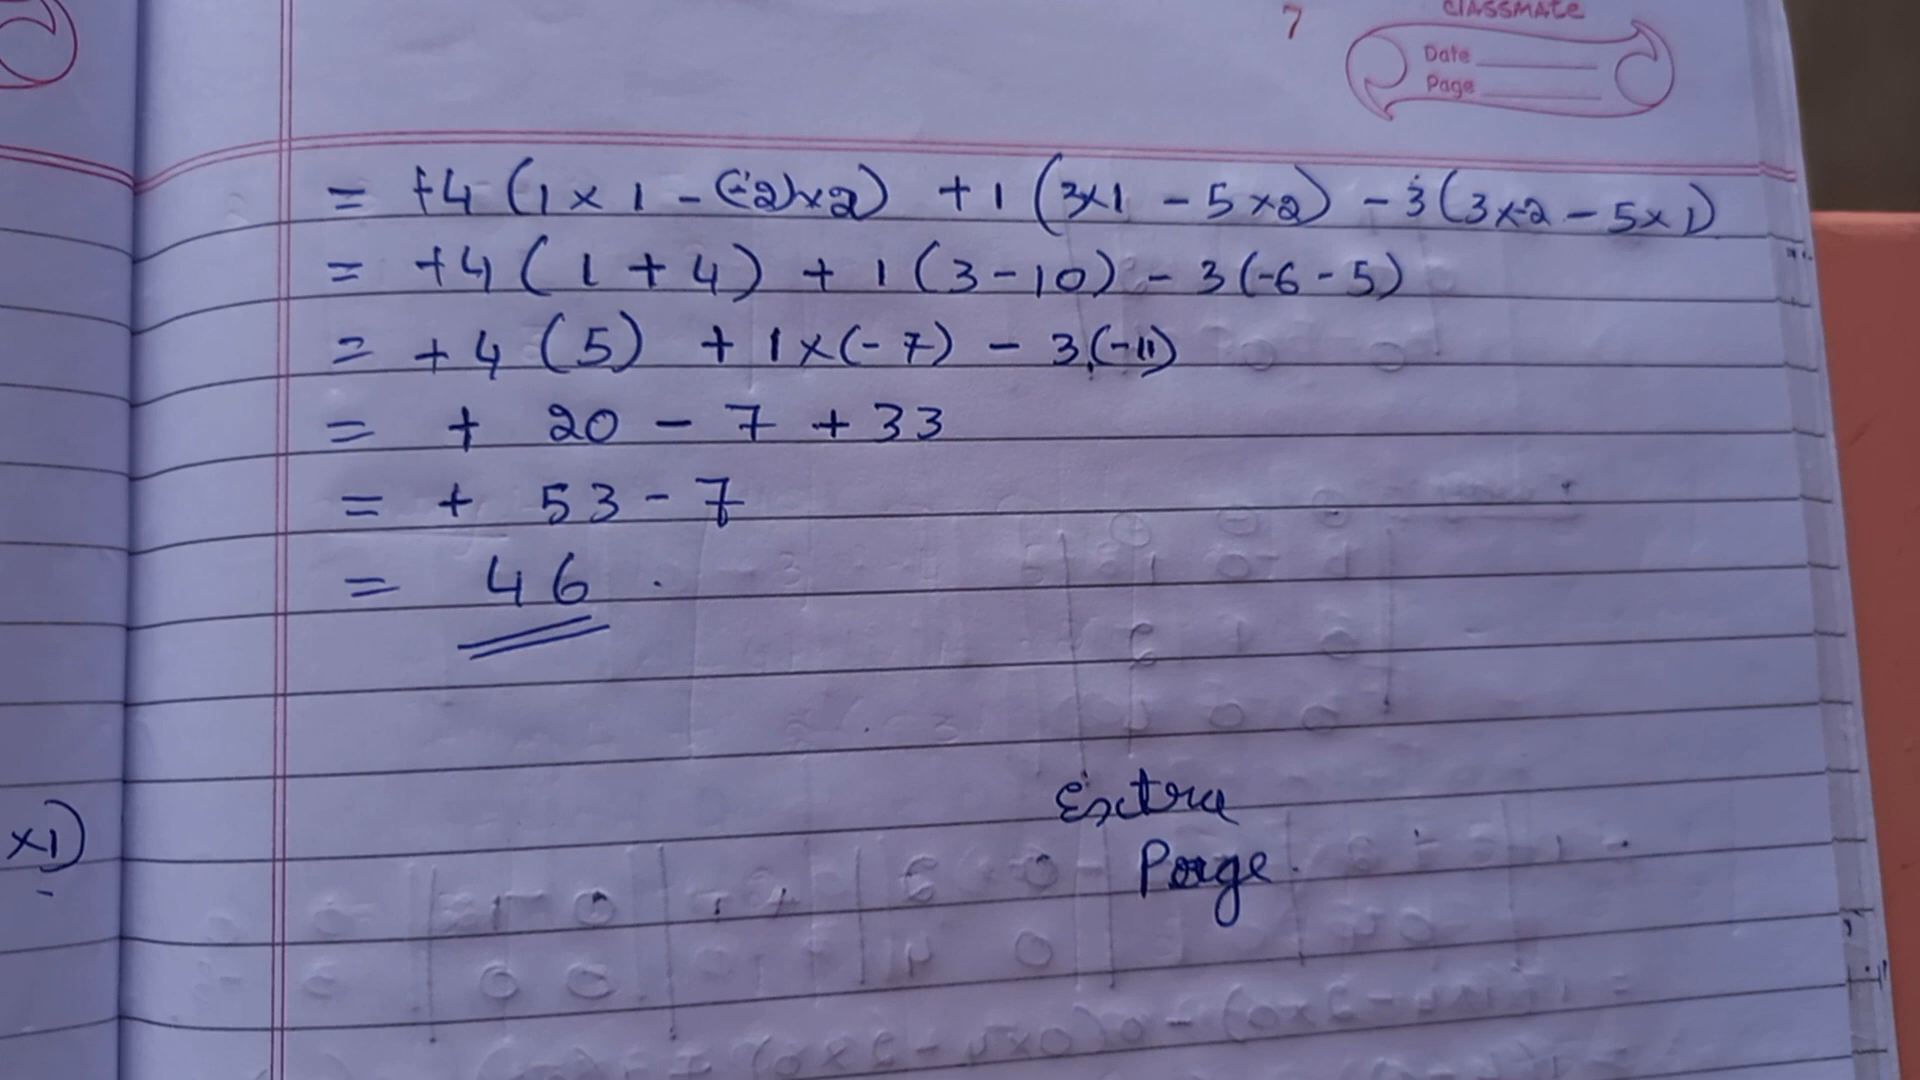 7
classmate
Date
Page
= +4 (1 × 1 - (-2)×2) +1 (3×1 - 5×2) -3(3×-2 - 5×1)
= +4 (1 + 4) + 1 (3-10) - 3(-6-5)
= +4 (5) + 1×(-7) - 3(-11)
= + 20 - 7 + 33
= + 53 - 7
= 46
×1)
Extra
Page